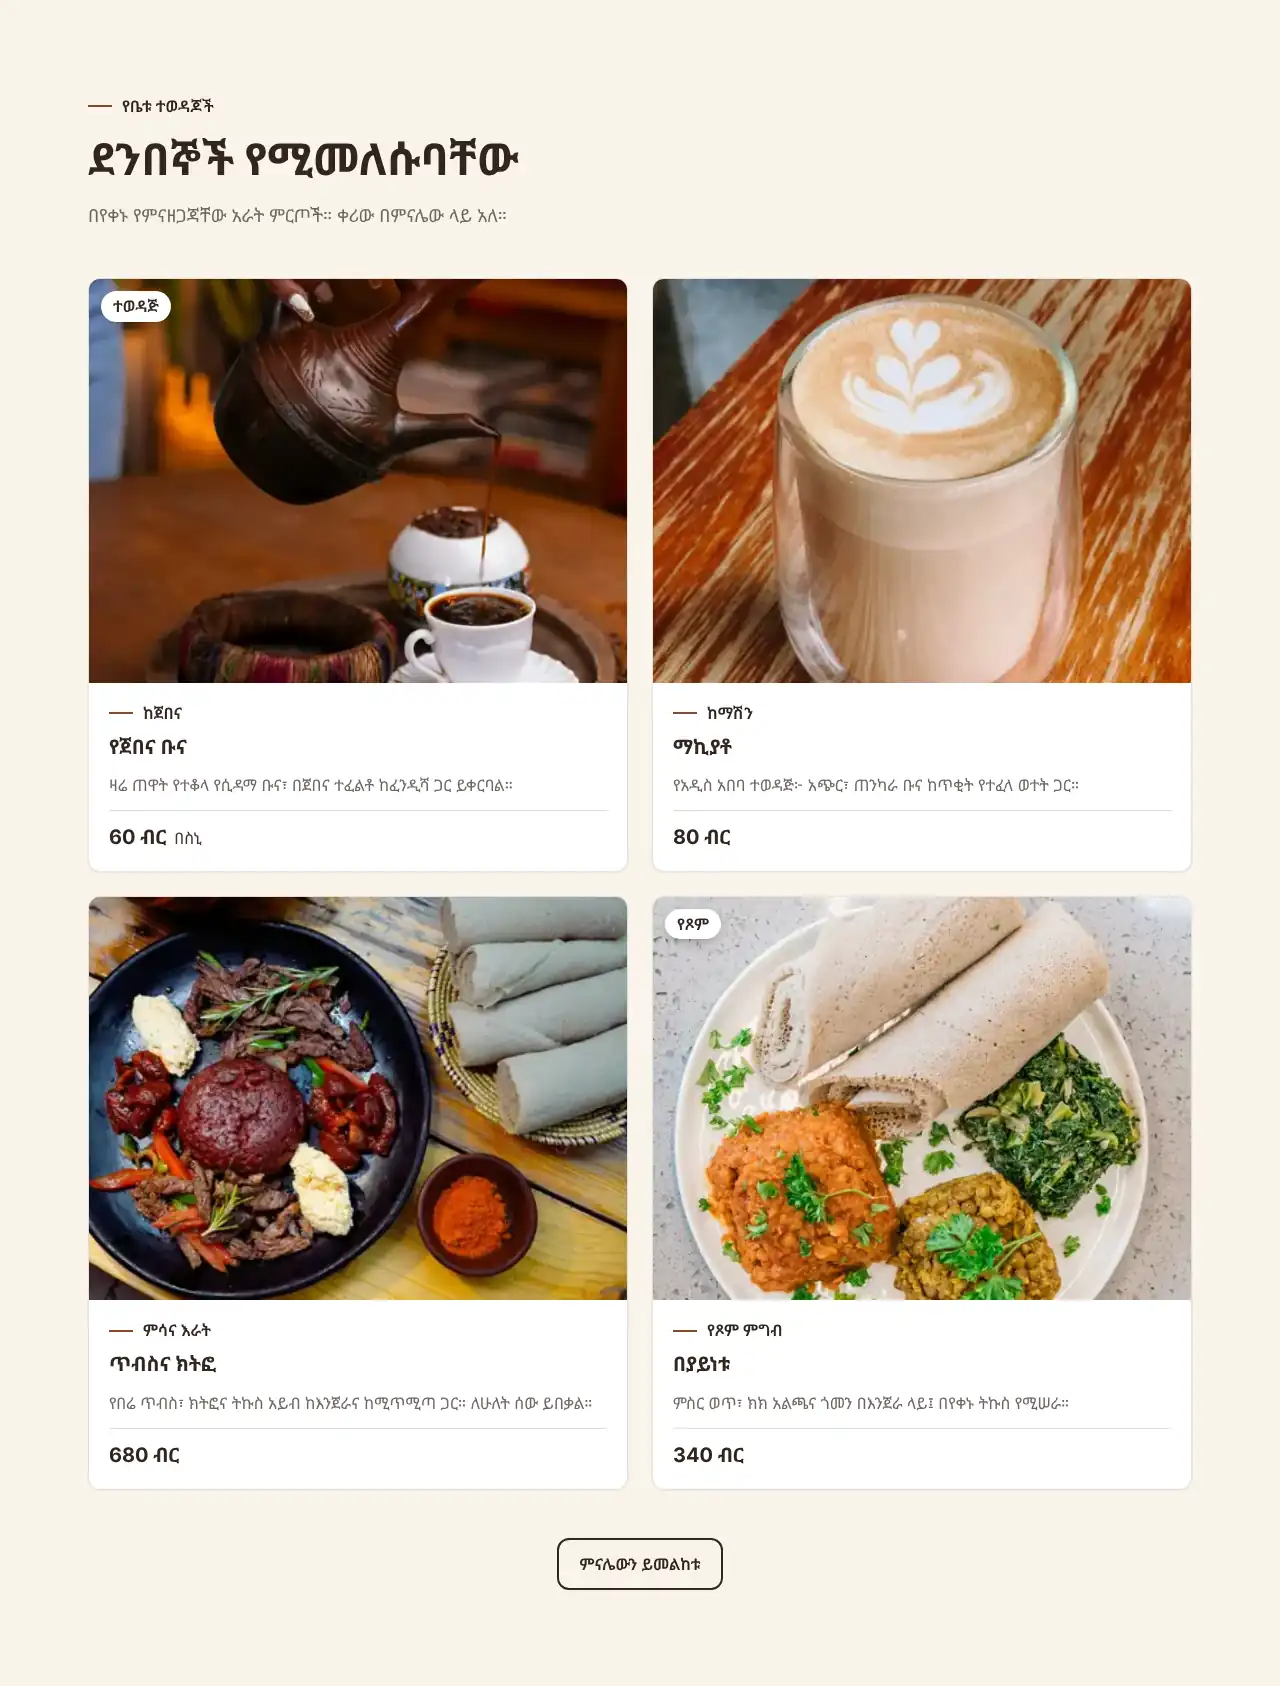 የቤቱ ተወዳጆች
ደንበኞች የሚመለሱባቸው
በየቀኑ የምናዘጋጃቸው አራት ምርጦች። ቀሪው በምናሌው ላይ አለ።
ተወዳጅ
ከጀበና
የጀበና ቡና
ዛሬ ጠዋት የተቆላ የሲዳማ ቡና፣ በጀበና ተፈልቶ ከፈንዲሻ ጋር ይቀርባል።
60 ብር በስኒ
ከማሽን
ማኪያቶ
የአዲስ አበባ ተወዳጅ፦ አጭር፣ ጠንካራ ቡና ከጥቂት የተፈላ ወተት ጋር።
80 ብር
ምሳና እራት
ጥብስና ክትፎ
የበሬ ጥብስ፣ ክትፎና ትኩስ አይብ ከእንጀራና ከሚጥሚጣ ጋር። ለሁለት ሰው ይበቃል።
680 ብር
የጾም
የጾም ምግብ
በያይነቱ
ምስር ወጥ፣ ክክ አልጫና ጎመን በእንጀራ ላይ፤ በየቀኑ ትኩስ የሚሠራ።
340 ብር
ምናሌውን ይመልከቱ